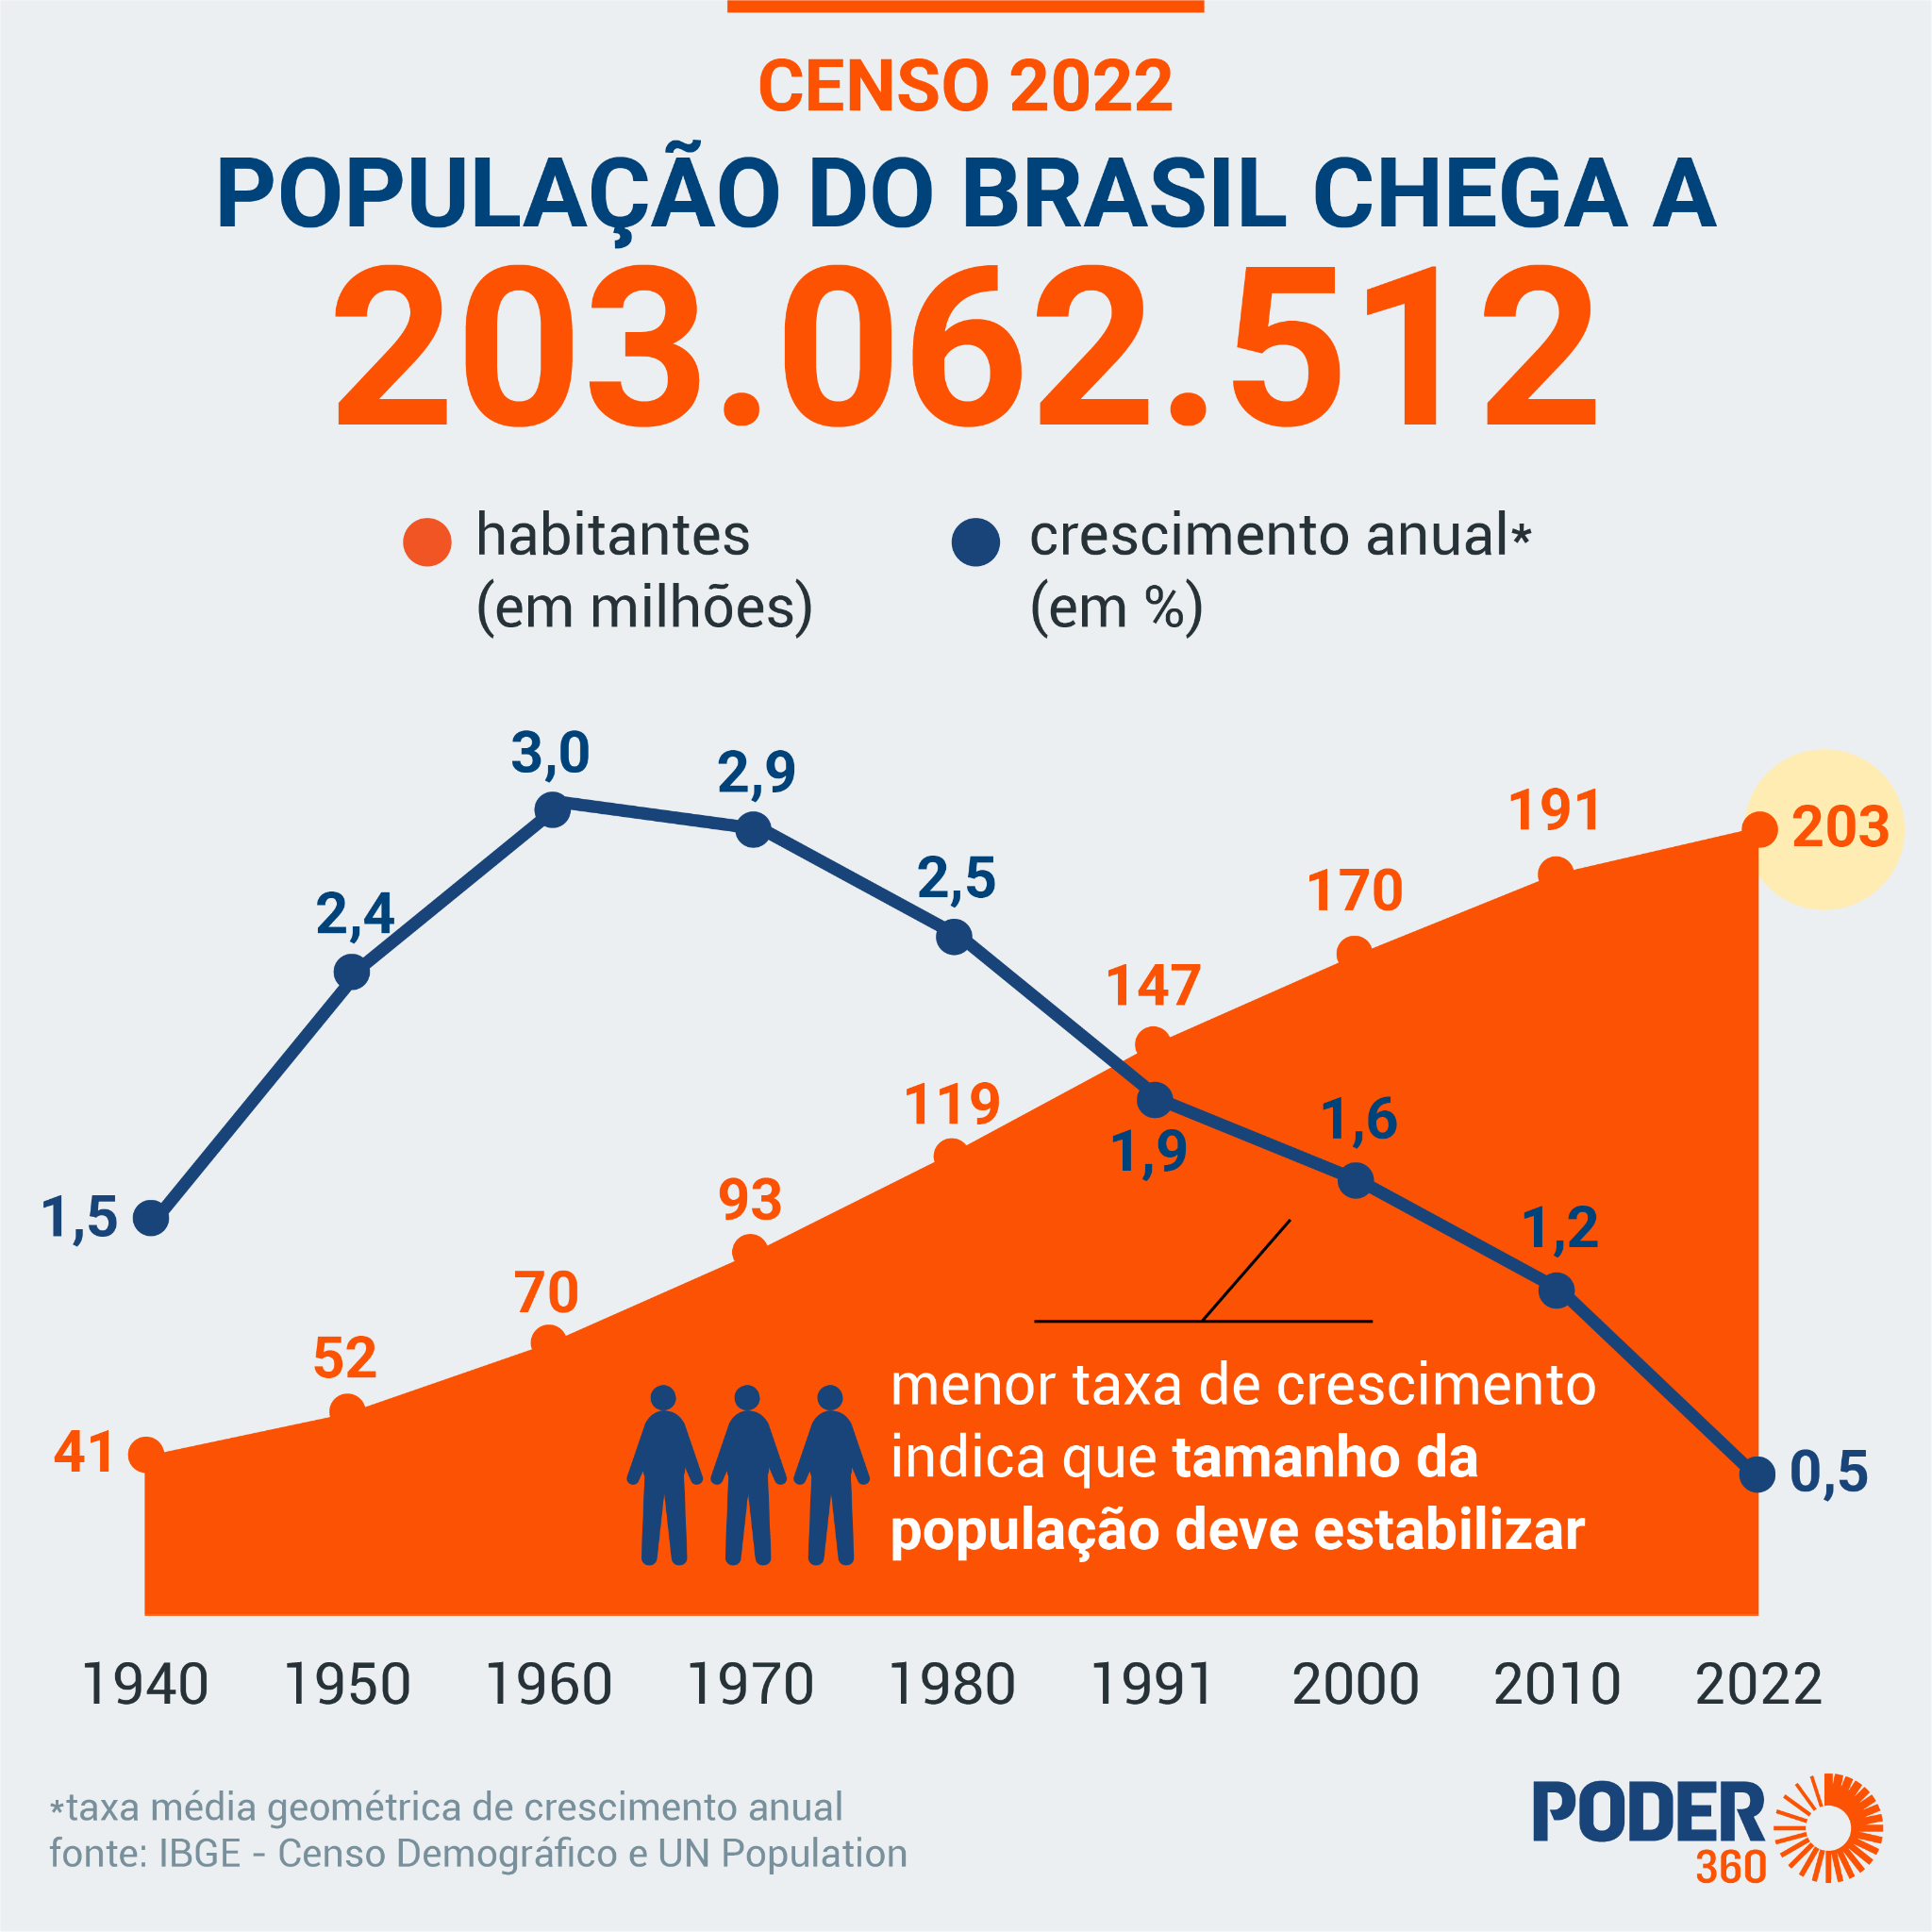 CENSO 2022
POPULAÇÃO DO BRASIL CHEGA A
203.062.512
habitantes
(em milhões)
crescimento anual*
(em %)
1,5
2,4
3,0
2,9
2,5
1,9
1,6
1,2
0,5
41
52
70
93
119
147
170
191
203
menor taxa de crescimento
indica que tamanho da
população deve estabilizar
1940 1950 1960 1970 1980 1991 2000 2010 2022
*taxa média geométrica de crescimento anual
fonte: IBGE - Censo Demográfico e UN Population
PODER
360